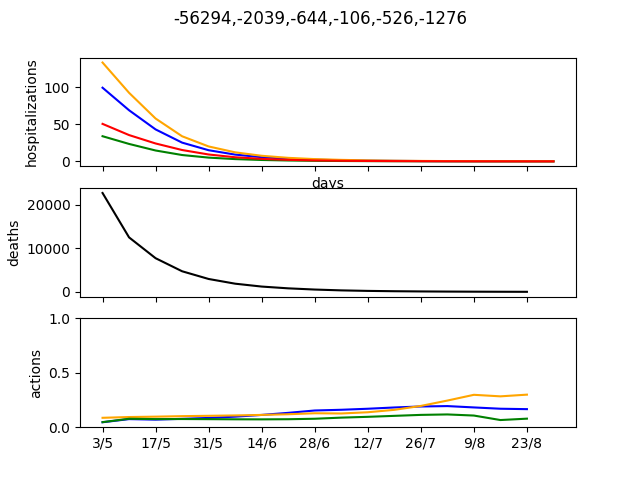 -56294,-2039,-644,-106,-526,-1276
hospitalizations
100
50
0
days
deaths
20000
10000
0
actions
1.0
0.5
0.0
3/5 17/5 31/5 14/6 28/6 12/7 26/7 9/8 23/8